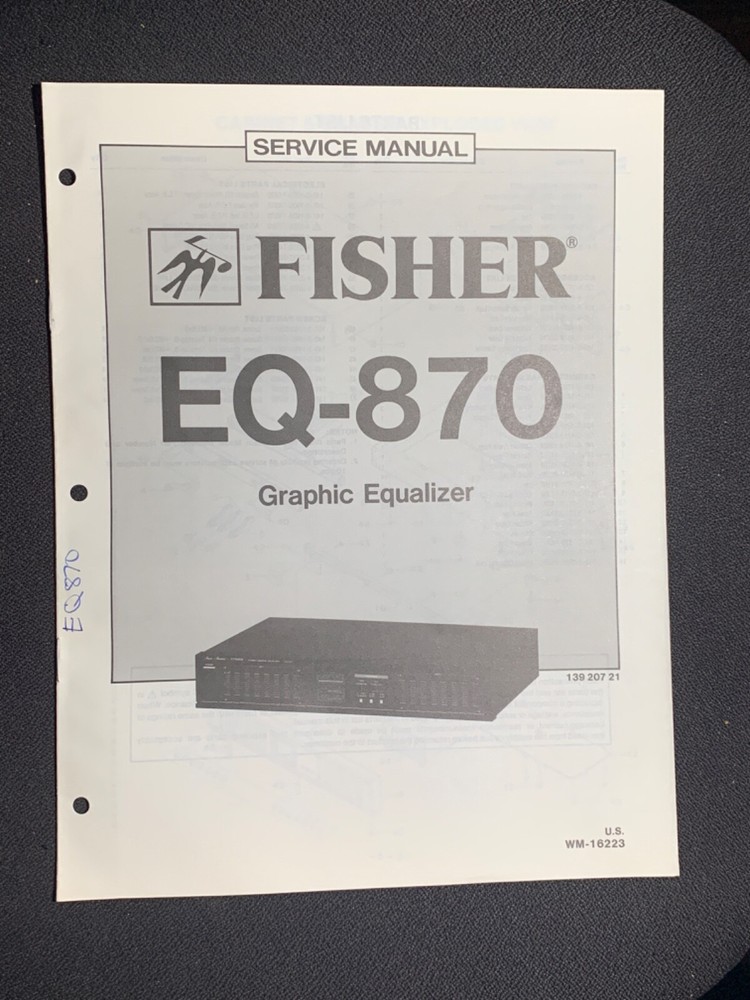 SERVICE MANUAL
FISHER®
EQ-870
Graphic Equalizer
EQ870
139 207 21
U.S.
WM-16223